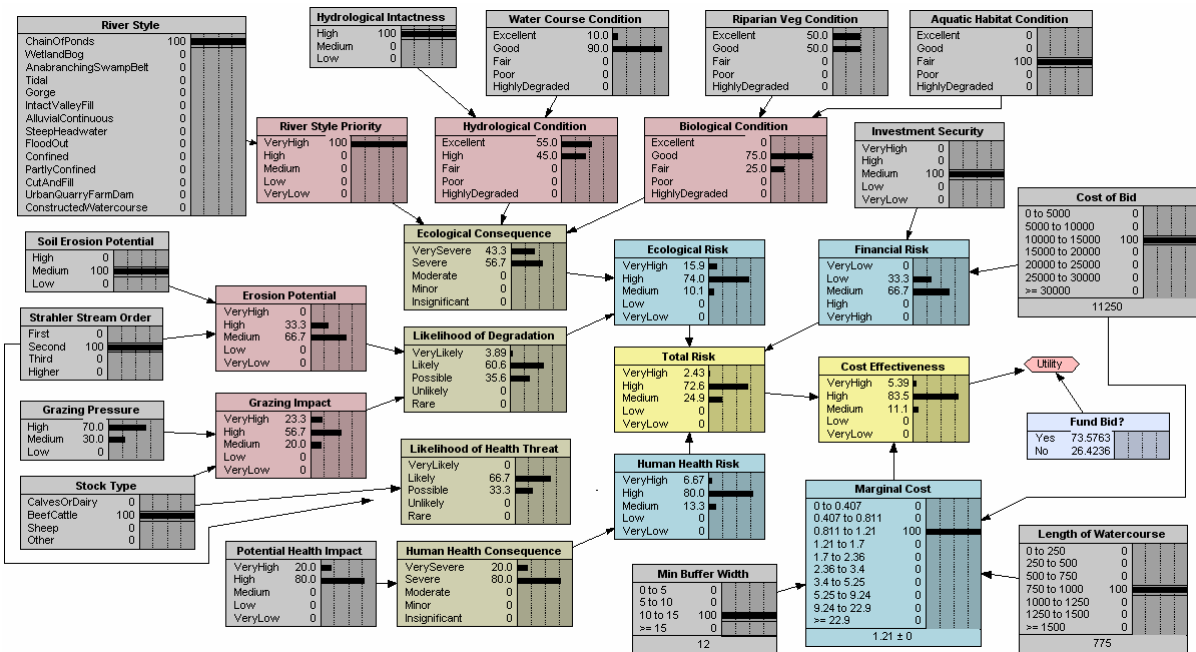 River Style
ChainOfPonds 100
WetlandBog 0
AnabranchingSwampBelt 0
Tidal 0
Gorge 0
IntactValleyFill 0
AlluvialContinuous 0
SteepHeadwater 0
FloodOut 0
Confined 0
PartlyConfined 0
CutAndFill 0
UrbanQuarryFarmDam 0
ConstructedWatercourse 0
Hydrological Intactness
High 100
Medium 0
Low 0
Water Course Condition
Excellent 10.0
Good 90.0
Fair 0
Poor 0
HighlyDegraded 0
Riparian Veg Condition
Excellent 50.0
Good 50.0
Fair 0
Poor 0
HighlyDegraded 0
Aquatic Habitat Condition
Excellent 0
Good 0
Fair 100
Poor 0
HighlyDegraded 0
River Style Priority
VeryHigh 100
High 0
Medium 0
Low 0
VeryLow 0
Hydrological Condition
Excellent 55.0
High 45.0
Fair 0
Poor 0
HighlyDegraded 0
Biological Condition
Excellent 0
Good 75.0
Fair 25.0
Poor 0
HighlyDegraded 0
Investment Security
VeryHigh 0
High 0
Medium 100
Low 0
VeryLow 0
Cost of Bid
0 to 5000 0
5000 to 10000 0
10000 to 15000 100
15000 to 20000 0
20000 to 25000 0
25000 to 30000 0
>= 30000 0
11250
Soil Erosion Potential
High 0
Medium 100
Low 0
Ecological Consequence
VerySevere 43.3
Severe 56.7
Moderate 0
Minor 0
Insignificant 0
Ecological Risk
VeryHigh 15.9
High 74.0
Medium 10.1
Low 0
VeryLow 0
Financial Risk
VeryLow 0
Low 33.3
Medium 66.7
High 0
VeryHigh 0
Strahler Stream Order
First 0
Second 100
Third 0
Higher 0
Erosion Potential
VeryHigh 0
High 33.3
Medium 66.7
Low 0
VeryLow 0
Likelihood of Degradation
VeryLikely 3.89
Likely 60.6
Possible 35.6
Unlikely 0
Rare 0
Total Risk
VeryHigh 2.43
High 72.6
Medium 24.9
Low 0
VeryLow 0
Cost Effectiveness
VeryHigh 5.39
High 83.5
Medium 11.1
Low 0
VeryLow 0
Utility
Fund Bid?
Yes 73.5763
No 26.4236
Grazing Pressure
High 70.0
Medium 30.0
Low 0
Grazing Impact
VeryHigh 23.3
High 56.7
Medium 20.0
Low 0
VeryLow 0
Stock Type
CalvesOrDairy 0
BeefCattle 100
Sheep 0
Other 0
Likelihood of Health Threat
VeryLikely 0
Likely 66.7
Possible 33.3
Unlikely 0
Rare 0
Human Health Risk
VeryHigh 6.67
High 80.0
Medium 13.3
Low 0
VeryLow 0
Potential Health Impact
VeryHigh 20.0
High 80.0
Medium 0
Low 0
VeryLow 0
Human Health Consequence
VerySevere 20.0
Severe 80.0
Moderate 0
Minor 0
Insignificant 0
Min Buffer Width
0 to 5 0
5 to 10 0
10 to 15 100
>= 15 0
12
Marginal Cost
0 to 0.407 0
0.407 to 0.811 0
0.811 to 1.21 100
1.21 to 1.7 0
1.7 to 2.36 0
2.36 to 3.4 0
3.4 to 5.25 0
5.25 to 9.24 0
9.24 to 22.9 0
>= 22.9 0
1.21 ± 0
Length of Watercourse
0 to 250 0
250 to 500 0
500 to 750 0
750 to 1000 100
1000 to 1250 0
1250 to 1500 0
>= 1500 0
775